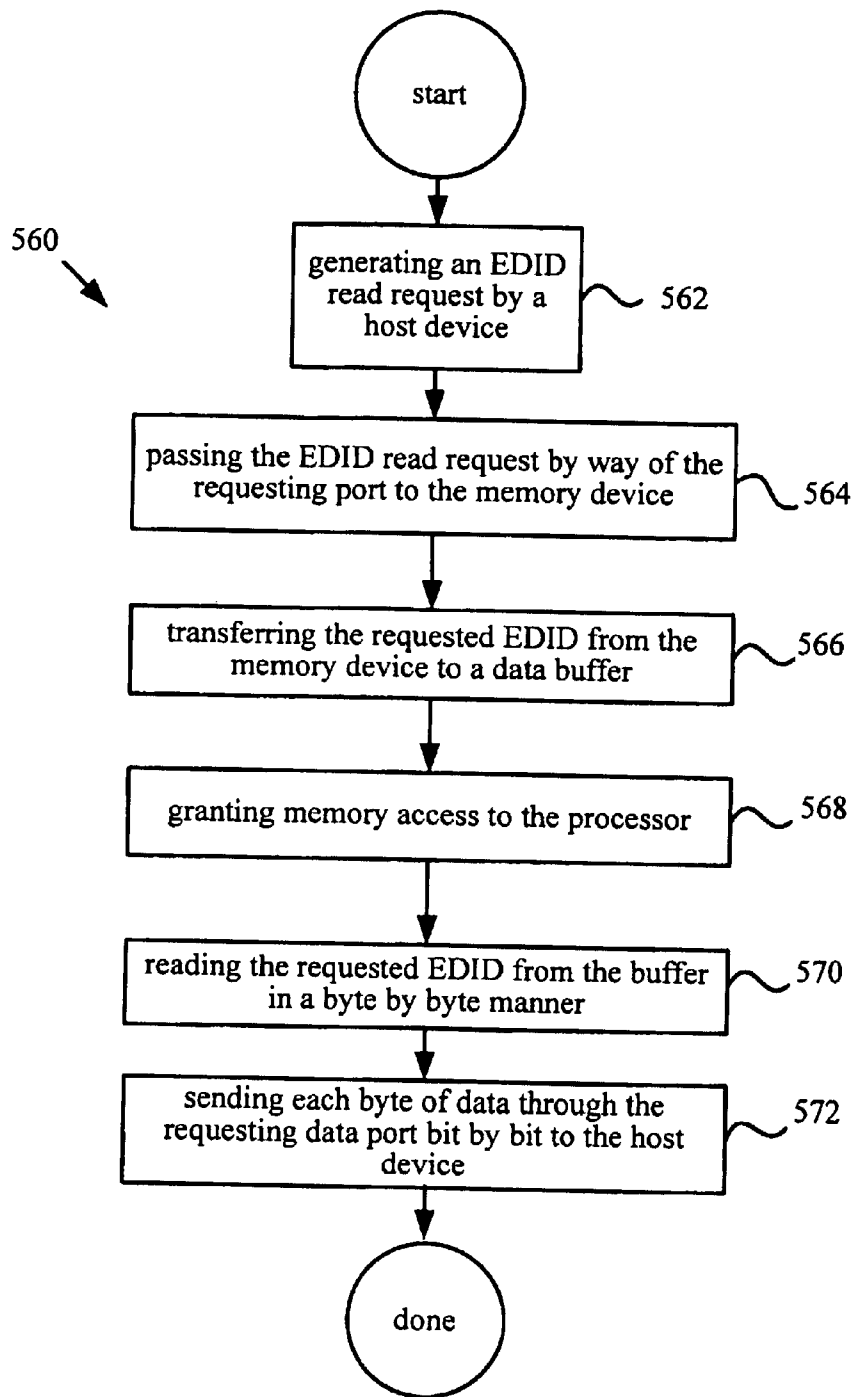 start
560
generating an EDID
read request by a
host device
562
passing the EDID read request by way of the
requesting port to the memory device
564
transferring the requested EDID from the
memory device to a data buffer
566
granting memory access to the processor
568
reading the requested EDID from the buffer
in a byte by byte manner
570
sending each byte of data through the
requesting data port bit by bit to the host
device
572
done